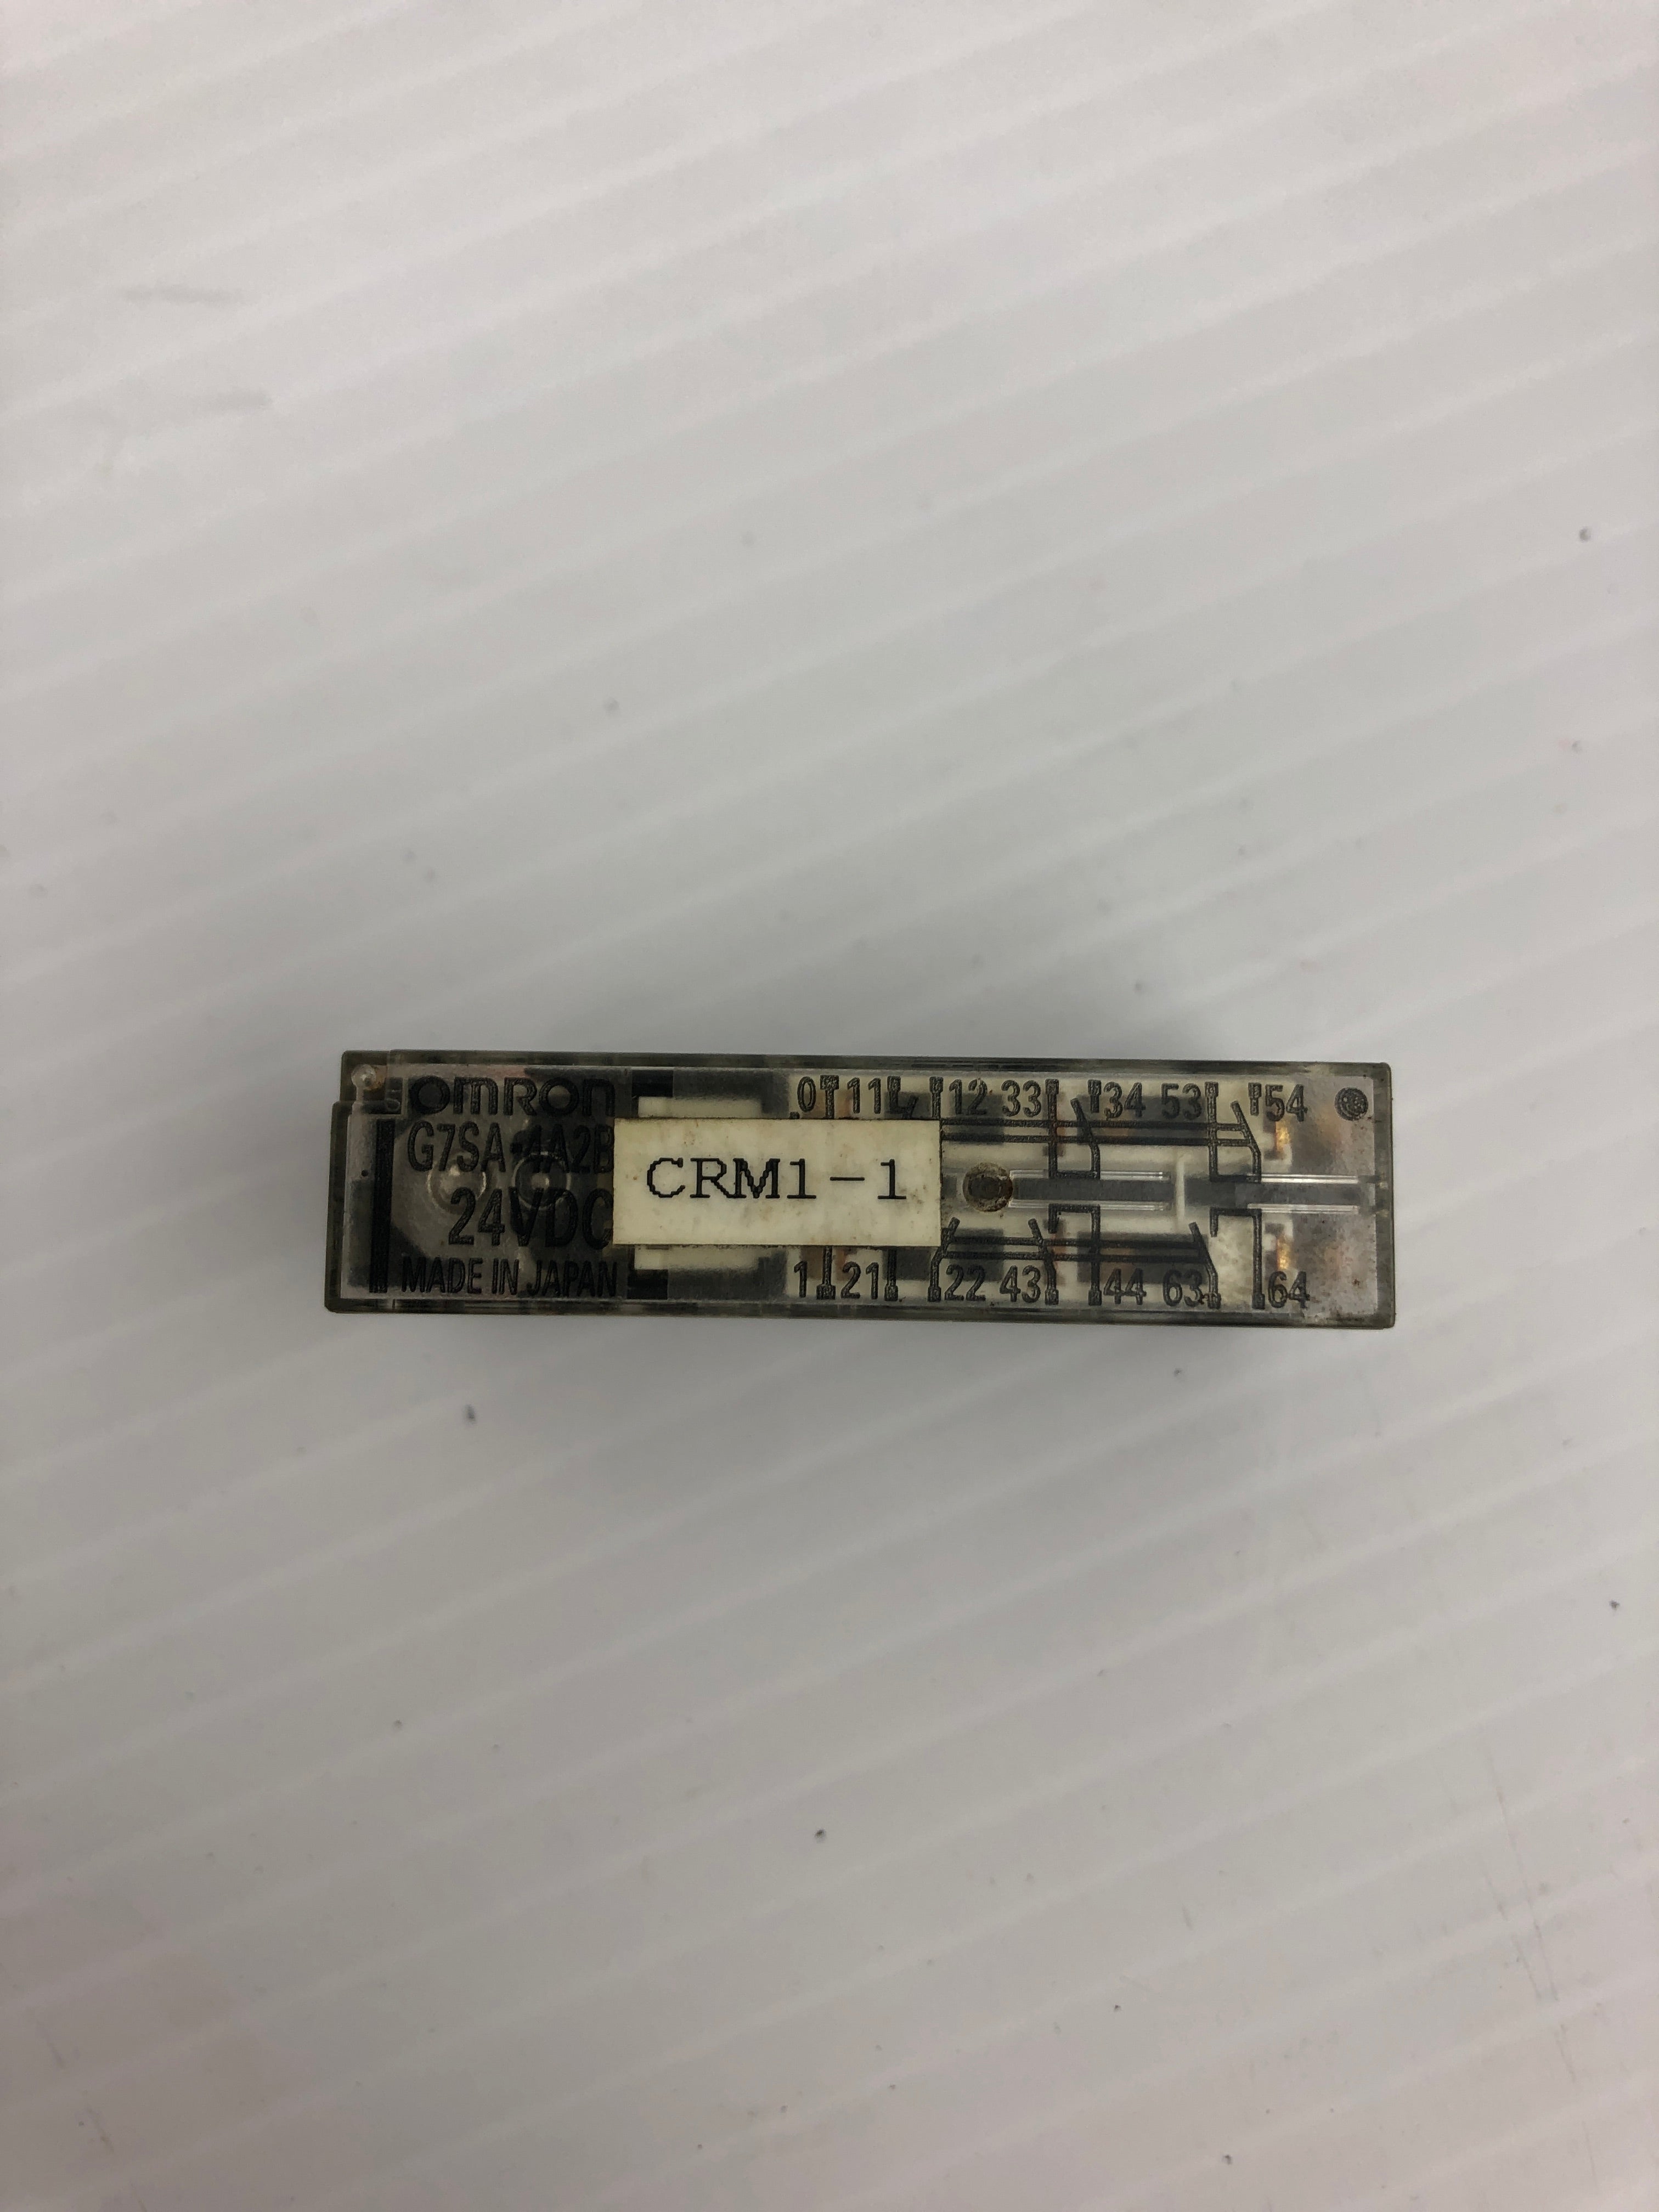 OMRON
G7SA-4A2B
24VDC
MADE IN JAPAN
CRM1-1
0 11 12 33 34 53 54
1 21 22 43 44 63 64